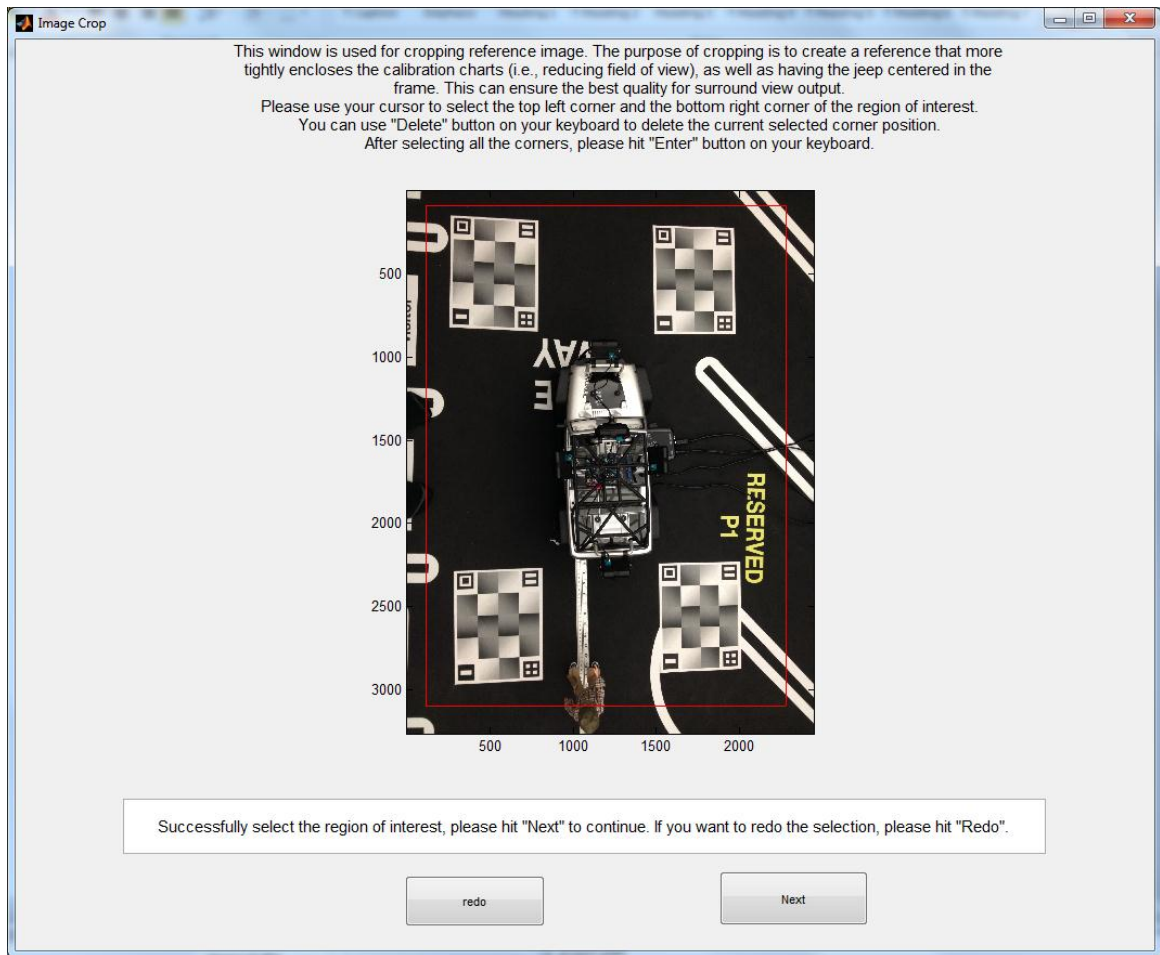 Image Crop
This window is used for cropping reference image. The purpose of cropping is to create a reference that more
tightly encloses the calibration charts (i.e., reducing field of view), as well as having the jeep centered in the
frame. This can ensure the best quality for surround view output.
Please use your cursor to select the top left corner and the bottom right corner of the region of interest.
You can use "Delete" button on your keyboard to delete the current selected corner position.
After selecting all the corners, please hit "Enter" button on your keyboard.
500
1000
1500
2000
2500
3000
RESERVED
P1
500
1000
1500
2000
Successfully select the region of interest, please hit "Next" to continue. If you want to redo the selection, please hit "Redo".
redo
Next